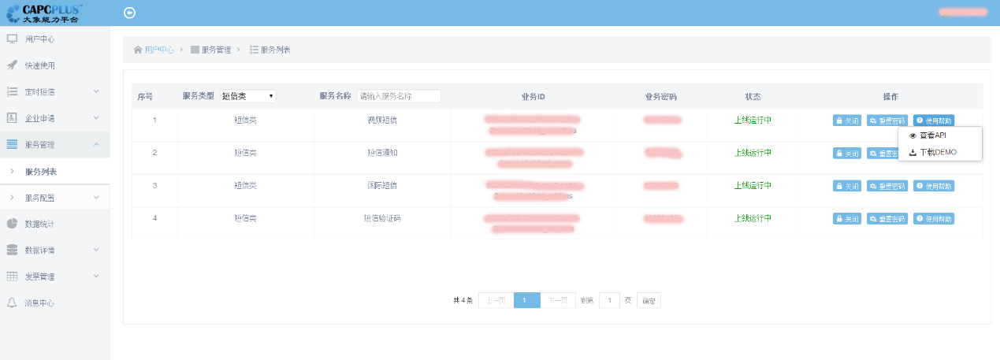 CAPCPLUS™
大象能力平台
用户中心
快速使用
定时短信
企业申请
服务管理
服务列表
服务配置
数据统计
数据详情
发票管理
消息中心
用户中心 > 服务管理 > 服务列表
序号 服务类型 短信类 服务名称 请输入服务名称 业务ID 业务密码 状态 操作
1 短信类 视频短信 上线运行中 关闭 重置密码 使用帮助
查看API
下载DEMO
2 短信类 短信通知 上线运行中 关闭 重置密码
3 短信类 国际短信 上线运行中 关闭 重置密码 使用帮助
4 短信类 短信验证码 上线运行中 关闭 重置密码 使用帮助
共 4 条 上一页 1 下一页 到第 1 页 确定